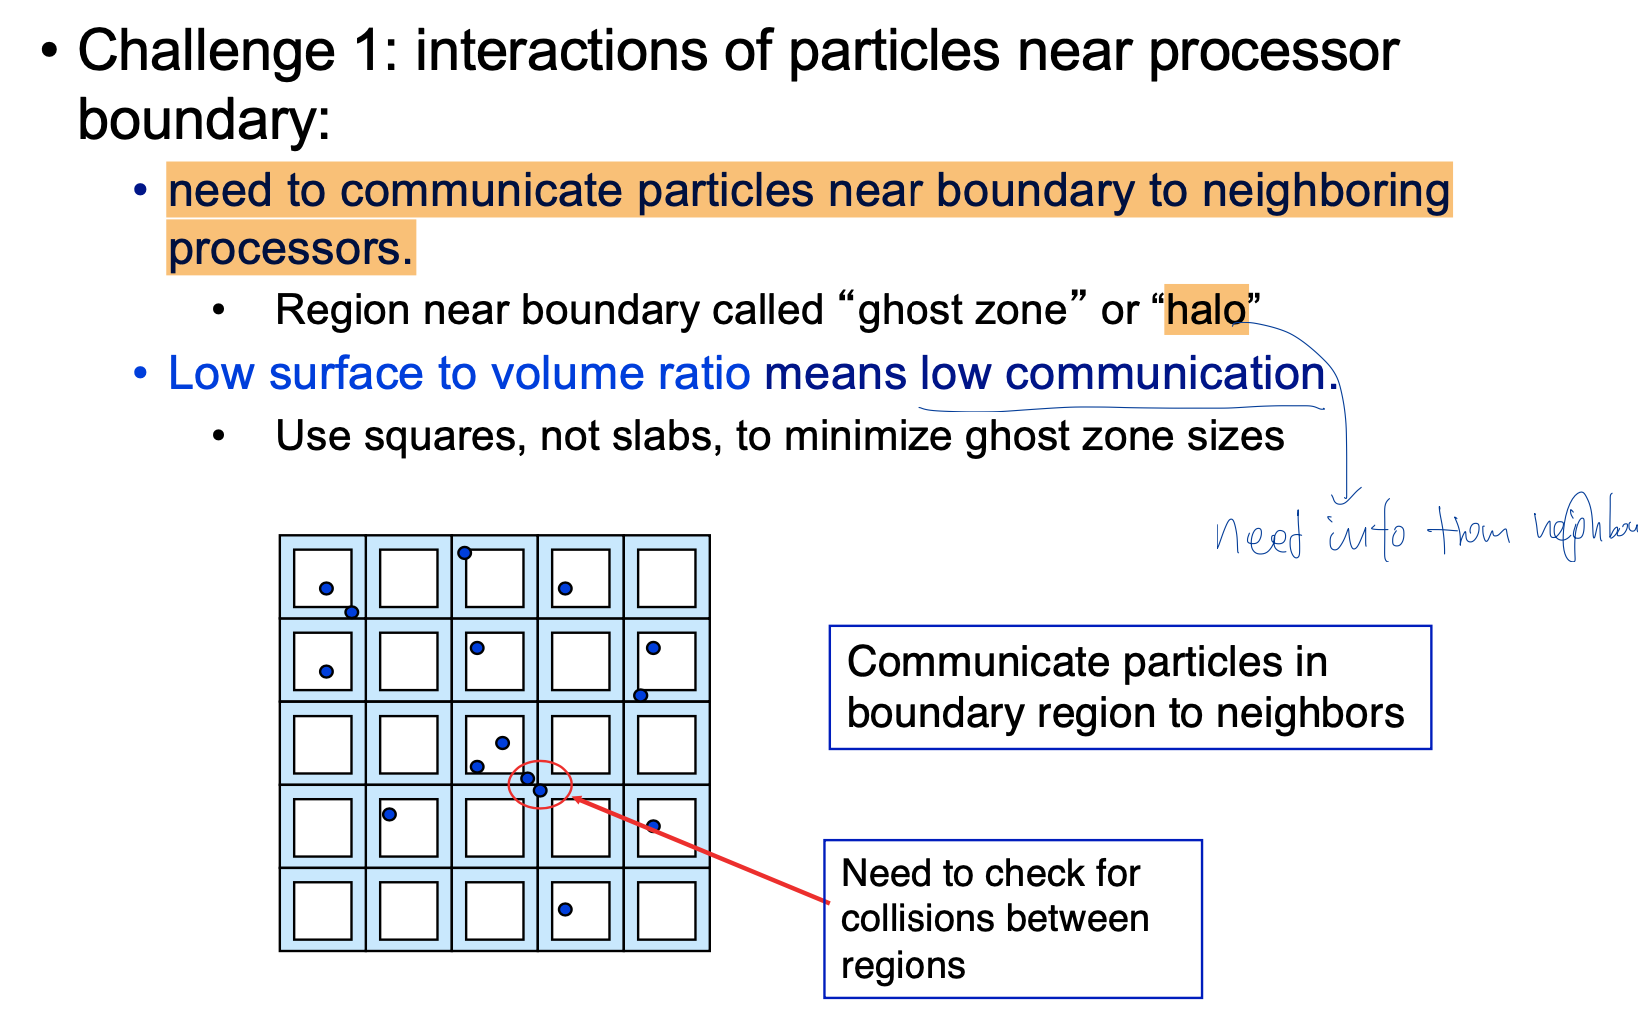 • Challenge 1: interactions of particles near processor
boundary:
• need to communicate particles near boundary to neighboring
processors.
• Region near boundary called “ghost zone” or “halo”
• Low surface to volume ratio means low communication.
• Use squares, not slabs, to minimize ghost zone sizes
need info from neighbou
Communicate particles in
boundary region to neighbors
Need to check for
collisions between
regions